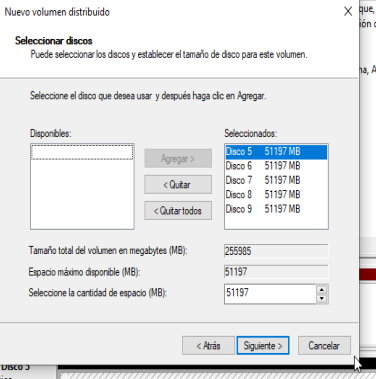 Nuevo volumen distribuido
que,
ión d
Seleccionar discos
Puede seleccionar los discos y establecer el tamaño de disco para este volumen.
na, A
Seleccione el disco que desea usar y después haga clic en Agregar.
Disponibles:
Seleccionados:
Agregar >
< Quitar
< Quitar todos
Disco 5 51197 MB
Disco 6 51197 MB
Disco 7 51197 MB
Disco 8 51197 MB
Disco 9 51197 MB
Tamaño total del volumen en megabytes (MB): 255985
Espacio máximo disponible (MB): 51197
Seleccione la cantidad de espacio (MB): 51197
< Atrás
Siguiente >
Cancelar